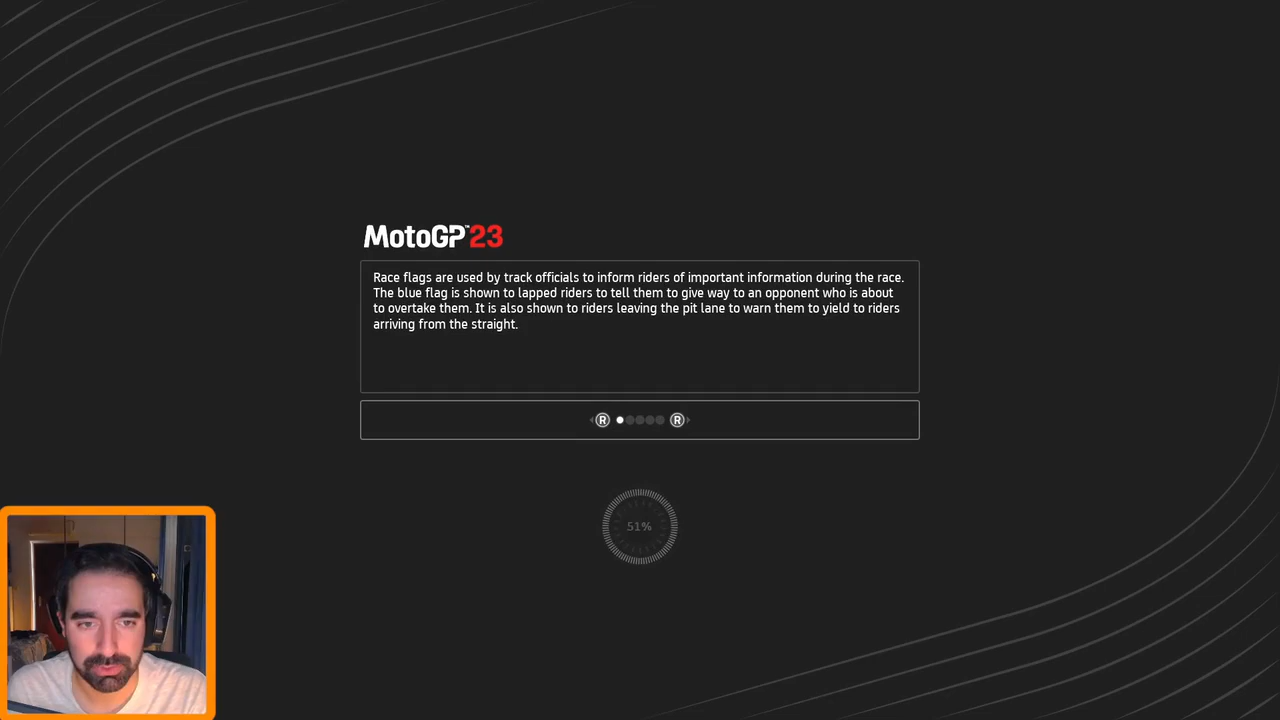 MotoGP™23
Race flags are used by track officials to inform riders of important information during the race.
The blue flag is shown to lapped riders to tell them to give way to an opponent who is about
to overtake them. It is also shown to riders leaving the pit lane to warn them to yield to riders
arriving from the straight.
R R
51%